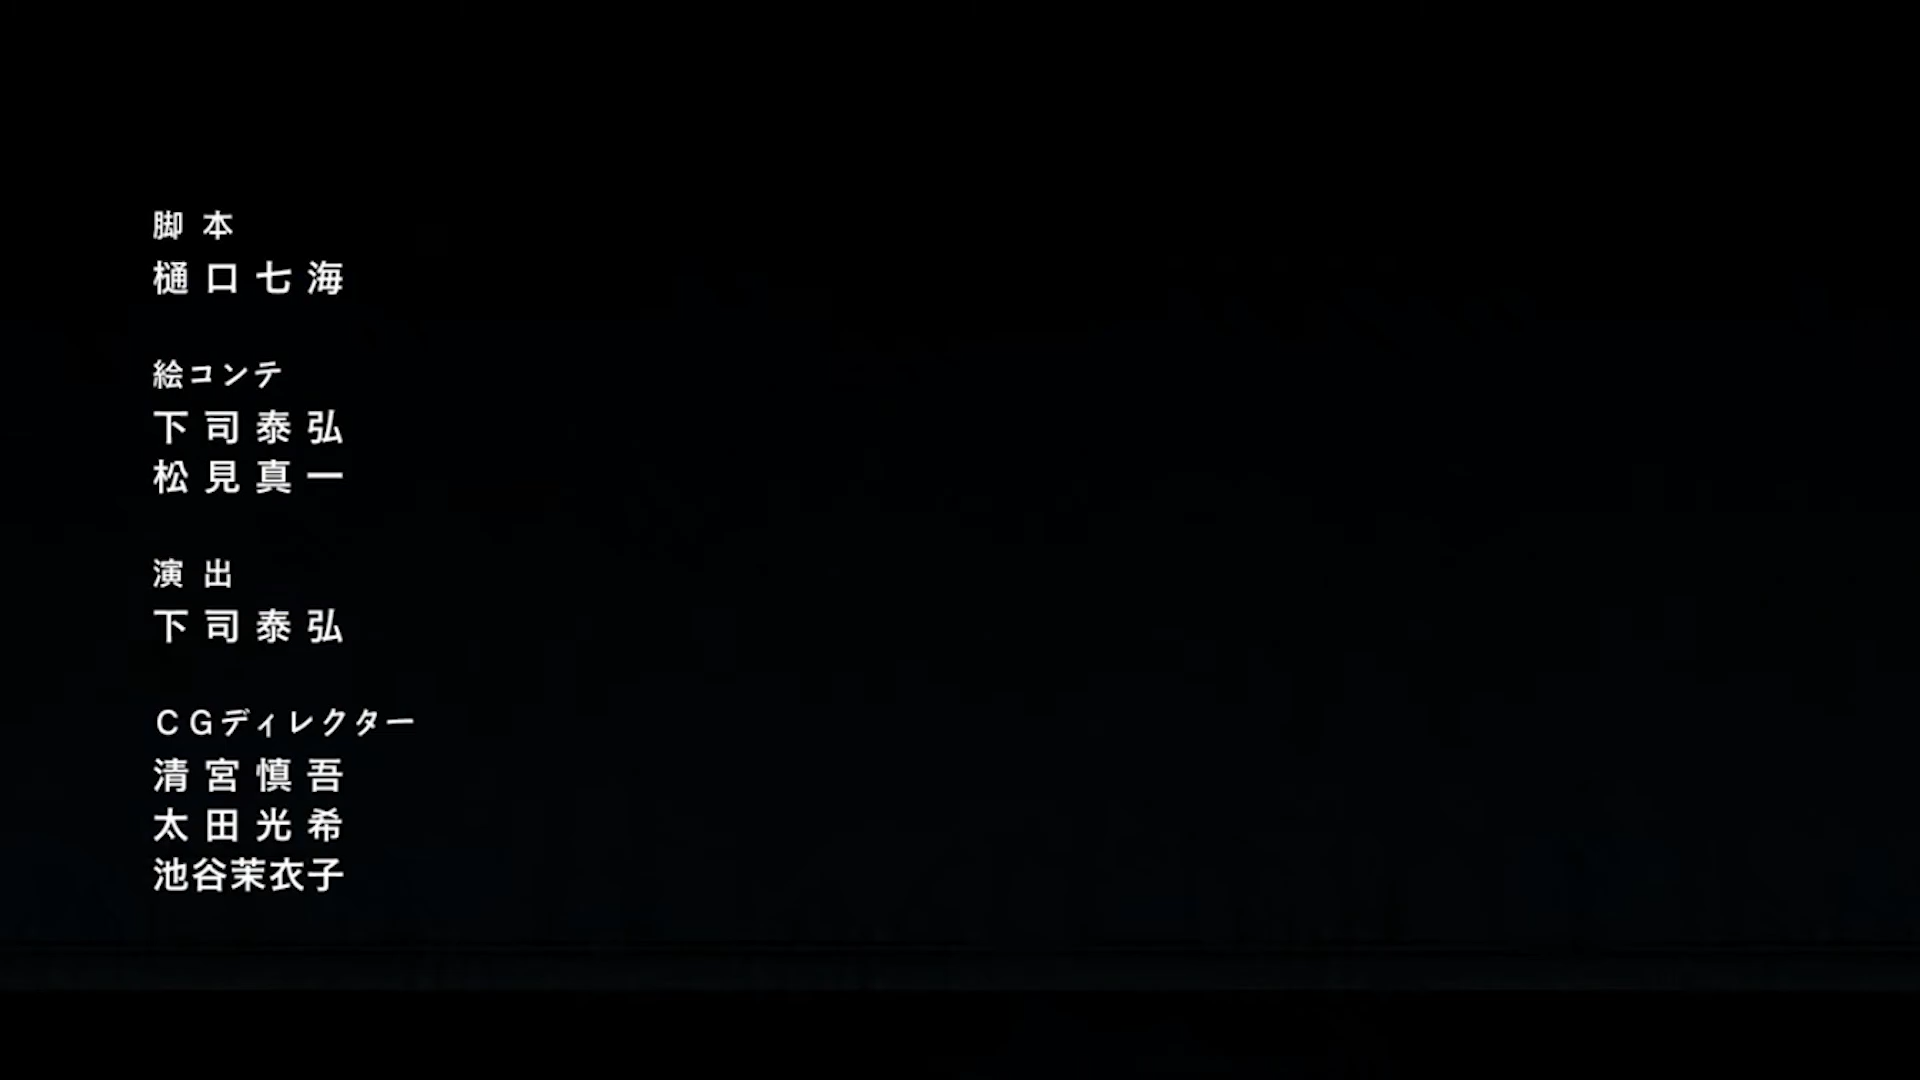 脚本
樋口七海
絵コンテ
下司泰弘
松見真一
演出
下司泰弘
CGディレクター
清宮慎吾
太田光希
池谷茉衣子